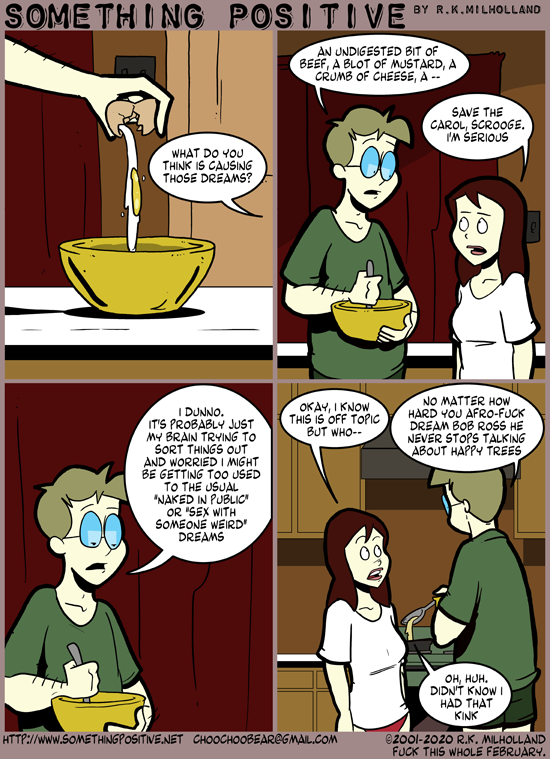 SOMETHING POSITIVE BY R.K.MILHOLLAND
WHAT DO YOU
THINK IS CAUSING
THOSE DREAMS?
AN UNDIGESTED BIT OF
BEEF, A BLOT OF MUSTARD, A
CRUMB OF CHEESE, A --
SAVE THE
CAROL, SCROOGE.
I'M SERIOUS
I DUNNO.
IT'S PROBABLY JUST
MY BRAIN TRYING TO
SORT THINGS OUT
AND WORRIED I MIGHT
BE GETTING TOO USED
TO THE USUAL
"NAKED IN PUBLIC"
OR "SEX WITH
SOMEONE WEIRD"
DREAMS
OKAY, I KNOW
THIS IS OFF TOPIC
BUT WHO--
NO MATTER HOW
HARD YOU AFRO-FUCK
DREAM BOB ROSS HE
NEVER STOPS TALKING
ABOUT HAPPY TREES
OH, HUH.
DIDN'T KNOW I
HAD THAT
KINK
HTTP://WWW.SOMETHINGPOSITIVE.NET CHOOCHOOBEAR@GMAIL.COM
©2001-2020 R.K. MILHOLLAND
FUCK THIS WHOLE FEBRUARY.